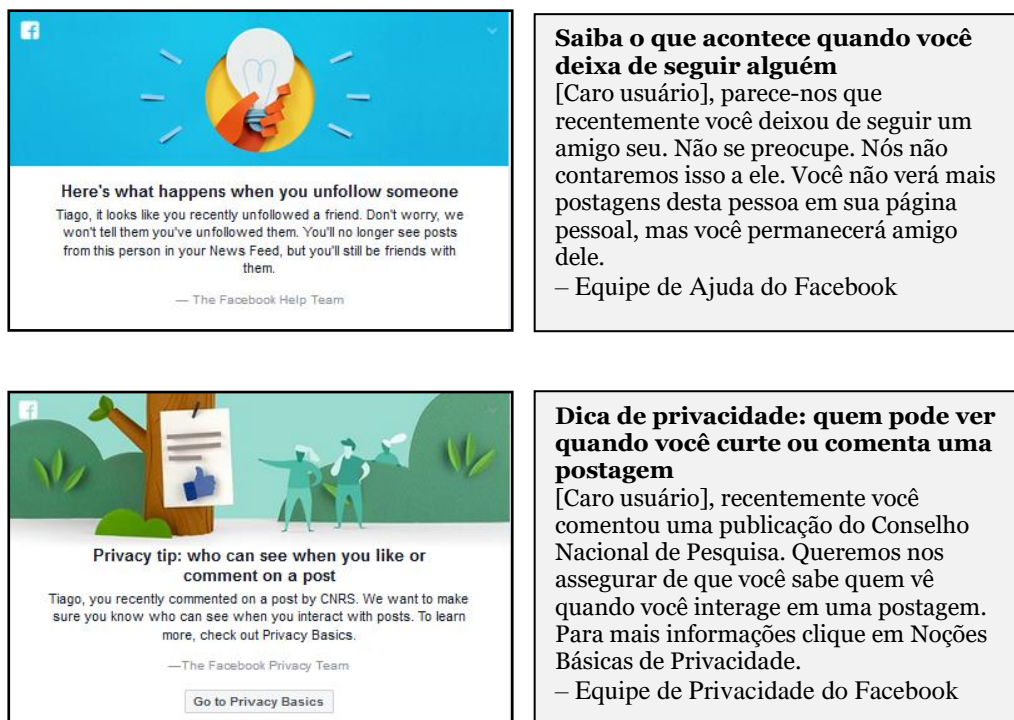 Here's what happens when you unfollow someone
Tiago, it looks like you recently unfollowed a friend. Don't worry, we
won't tell them you've unfollowed them. You'll no longer see posts
from this person in your News Feed, but you'll still be friends with
them.
— The Facebook Help Team
Saiba o que acontece quando você
deixa de seguir alguém
[Caro usuário], parece-nos que
recentemente você deixou de seguir um
amigo seu. Não se preocupe. Nós não
contaremos isso a ele. Você não verá mais
postagens desta pessoa em sua página
pessoal, mas você permanecerá amigo
dele.
– Equipe de Ajuda do Facebook
Privacy tip: who can see when you like or
comment on a post
Tiago, you recently commented on a post by CNRS. We want to make
sure you know who can see when you interact with posts. To learn
more, check out Privacy Basics.
—The Facebook Privacy Team
Go to Privacy Basics
Dica de privacidade: quem pode ver
quando você curte ou comenta uma
postagem
[Caro usuário], recentemente você
comentou uma publicação do Conselho
Nacional de Pesquisa. Queremos nos
assegurar de que você sabe quem vê
quando você interage em uma postagem.
Para mais informações clique em Noções
Básicas de Privacidade.
– Equipe de Privacidade do Facebook